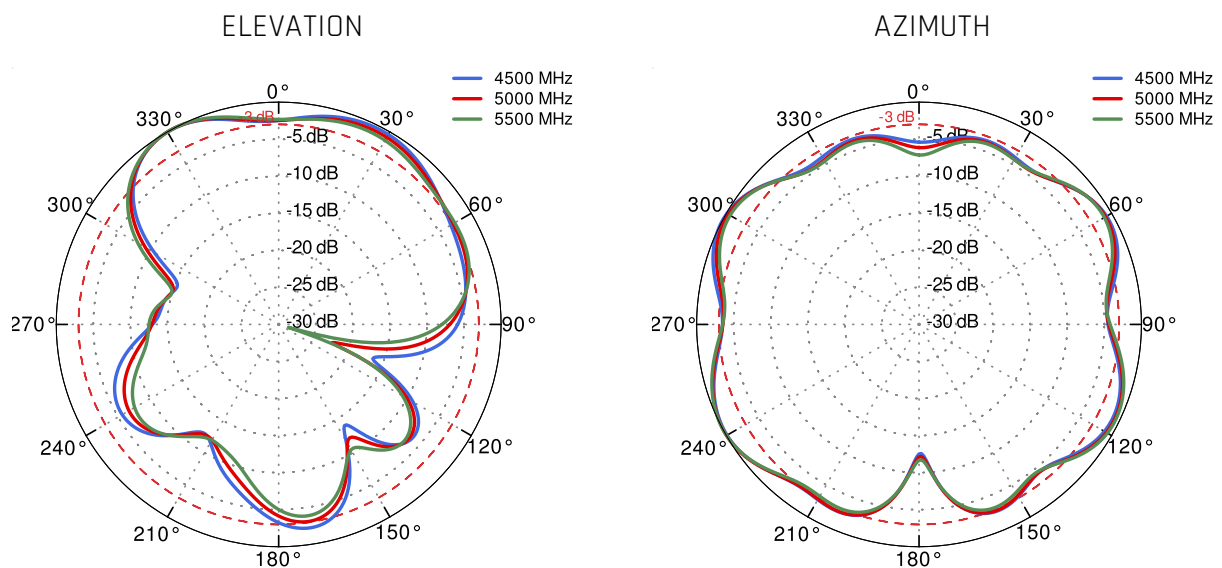 ELEVATION
4500 MHz
5000 MHz
5500 MHz
0°
30°
60°
90°
120°
150°
180°
210°
240°
270°
300°
330°
-3 dB
-5 dB
-10 dB
-15 dB
-20 dB
-25 dB
-30 dB
AZIMUTH
4500 MHz
5000 MHz
5500 MHz
0°
30°
60°
90°
120°
150°
180°
210°
240°
270°
300°
330°
-3 dB
-5 dB
-10 dB
-15 dB
-20 dB
-25 dB
-30 dB